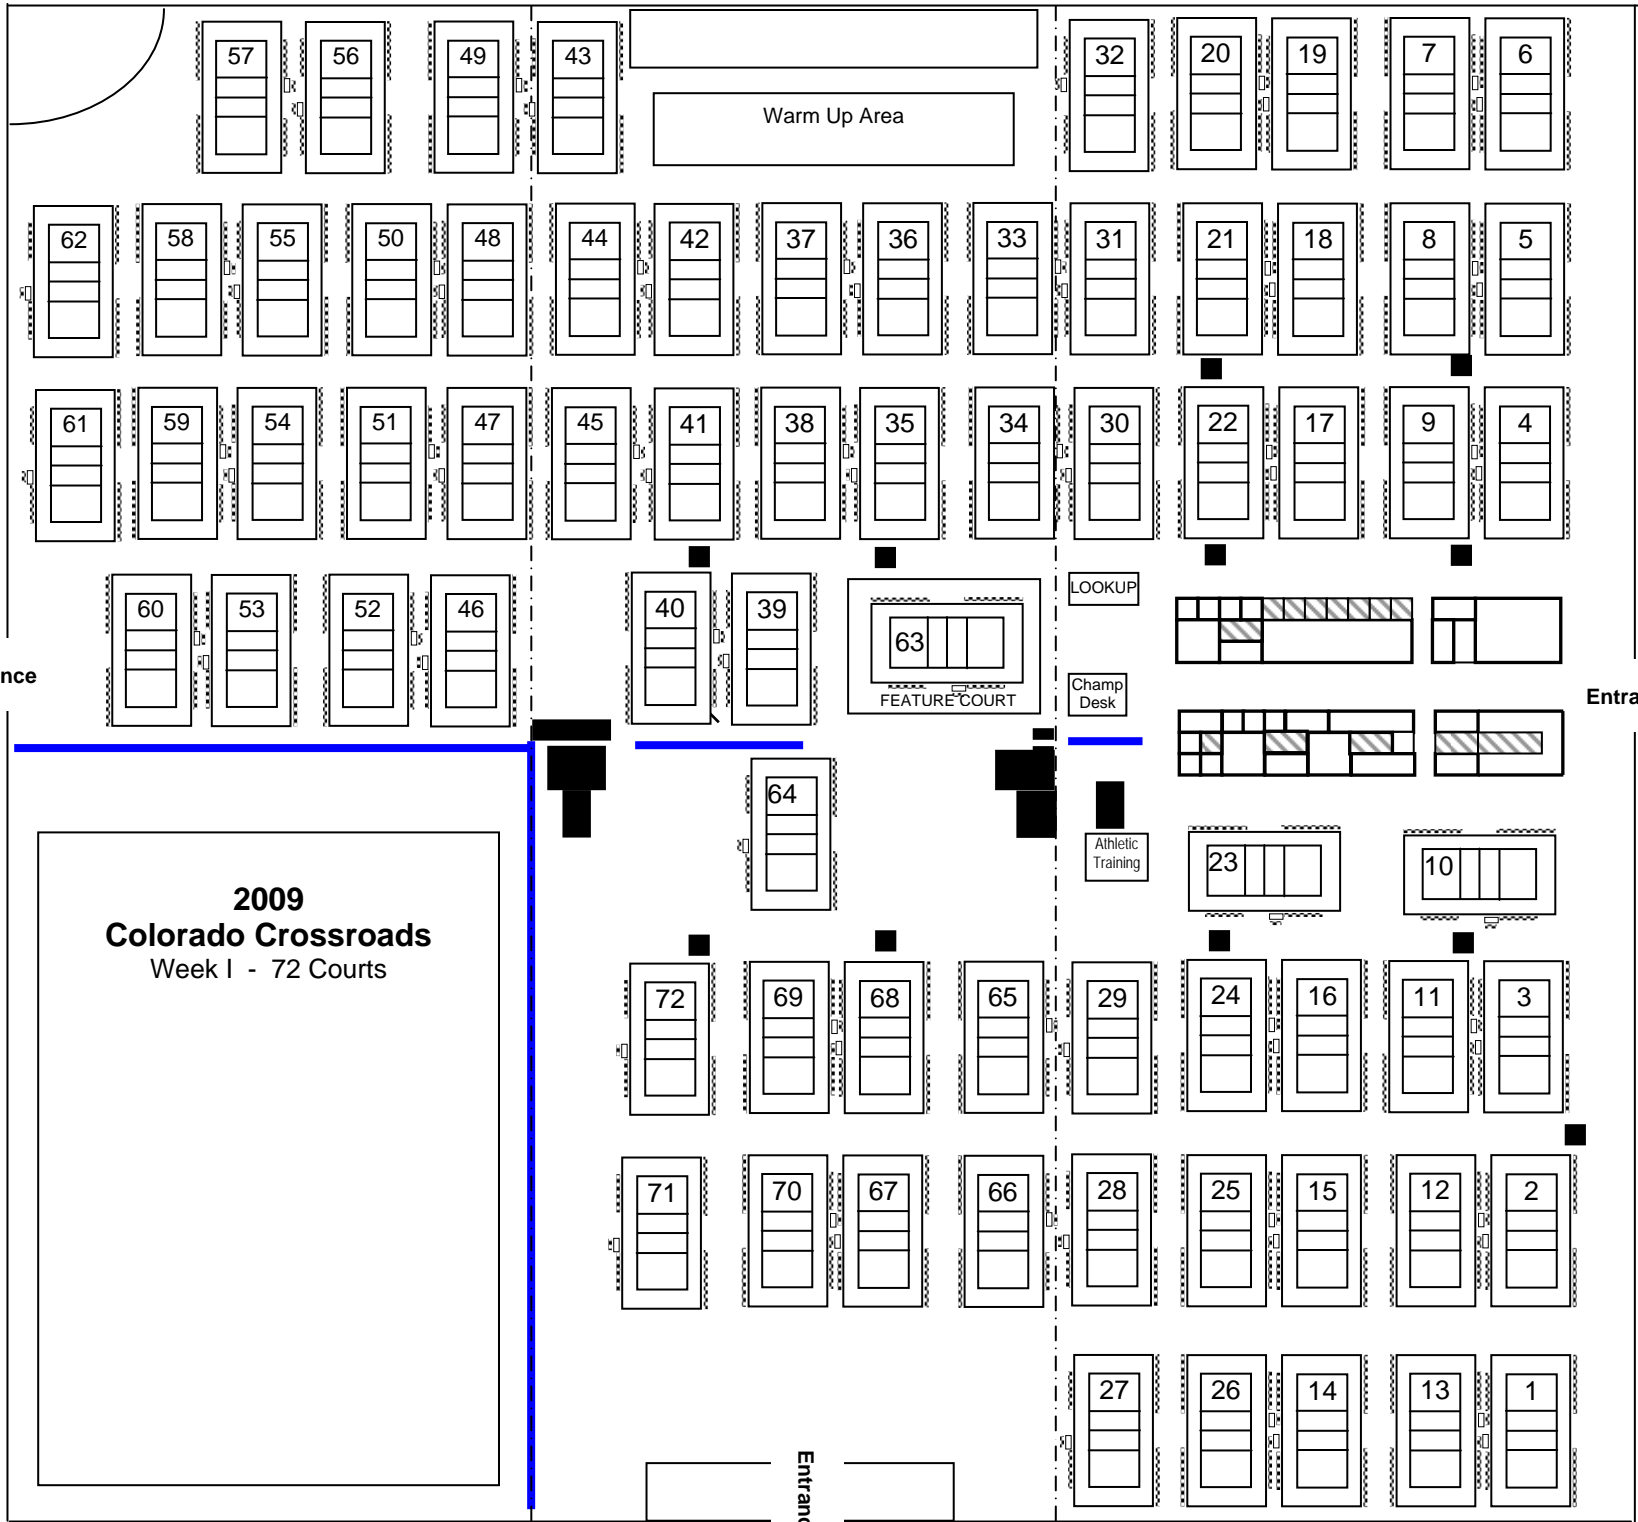 57 56 49 43 32 20 19 7 6
Warm Up Area
62 58 55 50 48 44 42 37 36 33 31 21 18 8 5
61 59 54 51 47 45 41 38 35 34 30 22 17 9 4
60 53 52 46 40 39 63
FEATURE COURT
LOOKUP
Champ
Desk
nce
Entra
64
Athletic
Training
23 10
2009
Colorado Crossroads
Week I - 72 Courts
72 69 68 65 29 24 16 11 3
71 70 67 66 28 25 15 12 2
27 26 14 13 1
Entranc